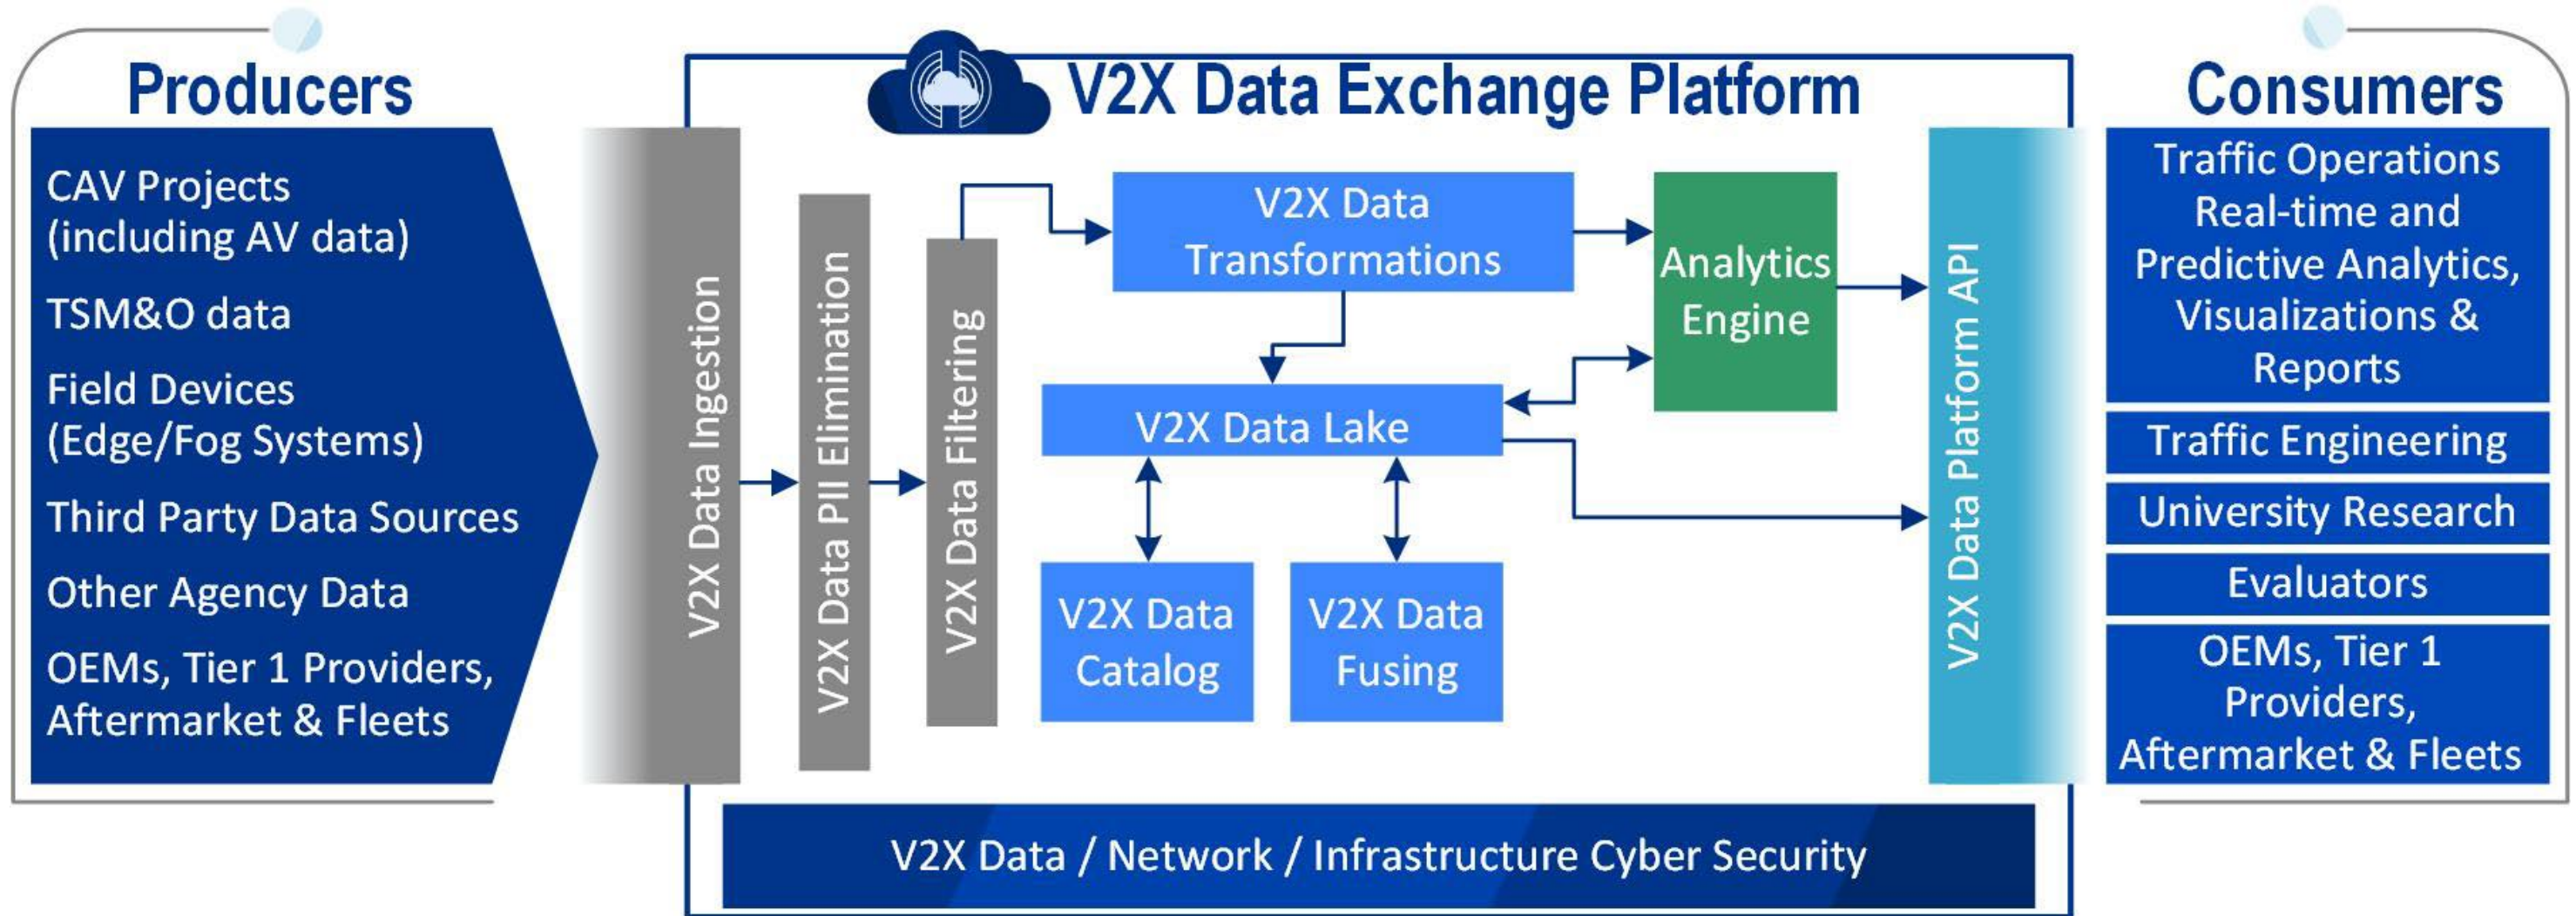 Producers
CAV Projects
(including AV data)
TSM&O data
Field Devices
(Edge/Fog Systems)
Third Party Data Sources
Other Agency Data
OEMs, Tier 1 Providers,
Aftermarket & Fleets
V2X Data Exchange Platform
V2X Data Ingestion
V2X Data PII Elimination
V2X Data Filtering
V2X Data
Transformations
Analytics
Engine
V2X Data Lake
V2X Data
Catalog
V2X Data
Fusing
V2X Data Platform API
V2X Data / Network / Infrastructure Cyber Security
Consumers
Traffic Operations
Real-time and
Predictive Analytics,
Visualizations &
Reports
Traffic Engineering
University Research
Evaluators
OEMs, Tier 1
Providers,
Aftermarket & Fleets